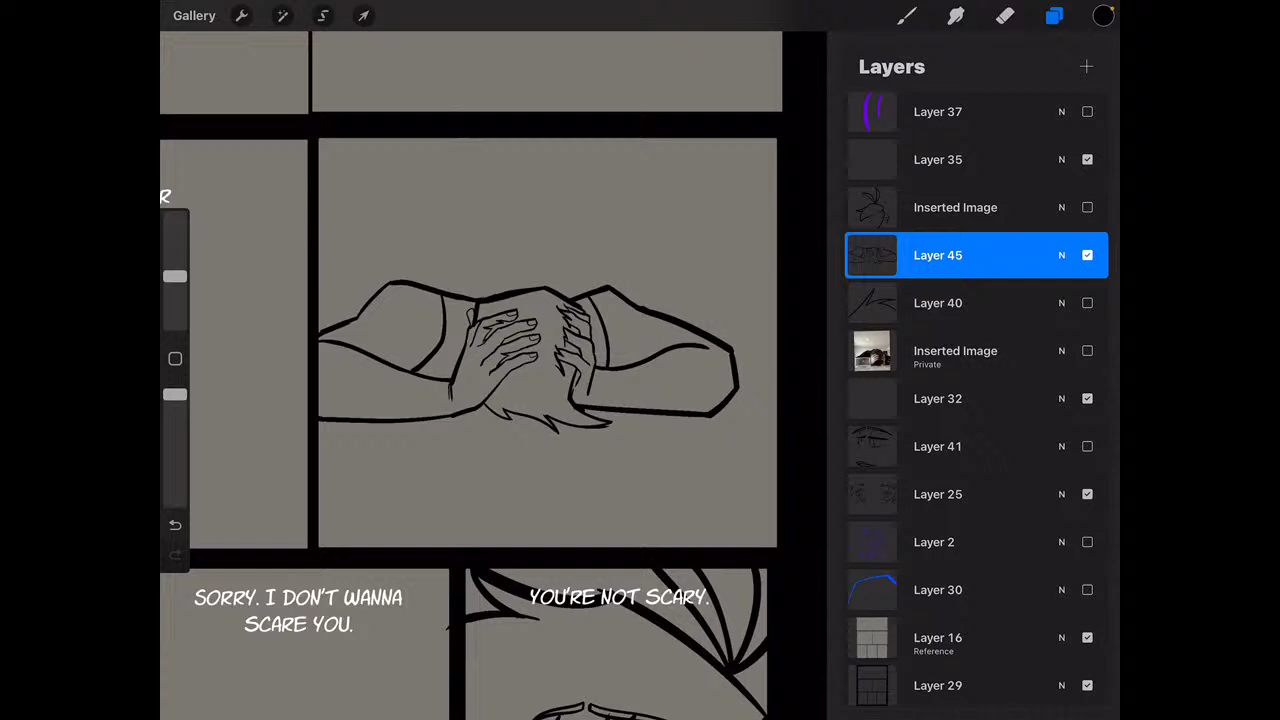 Gallery
Layers
Layer 37 N
Layer 35 N
Inserted Image N
Layer 45 N
Layer 40 N
Inserted Image N
Private
Layer 32 N
Layer 41 N
Layer 25 N
Layer 2 N
Layer 30 N
Layer 16 N
Reference
Layer 29 N
R
SORRY. I DON'T WANNA
SCARE YOU.
YOU'RE NOT SCARY.